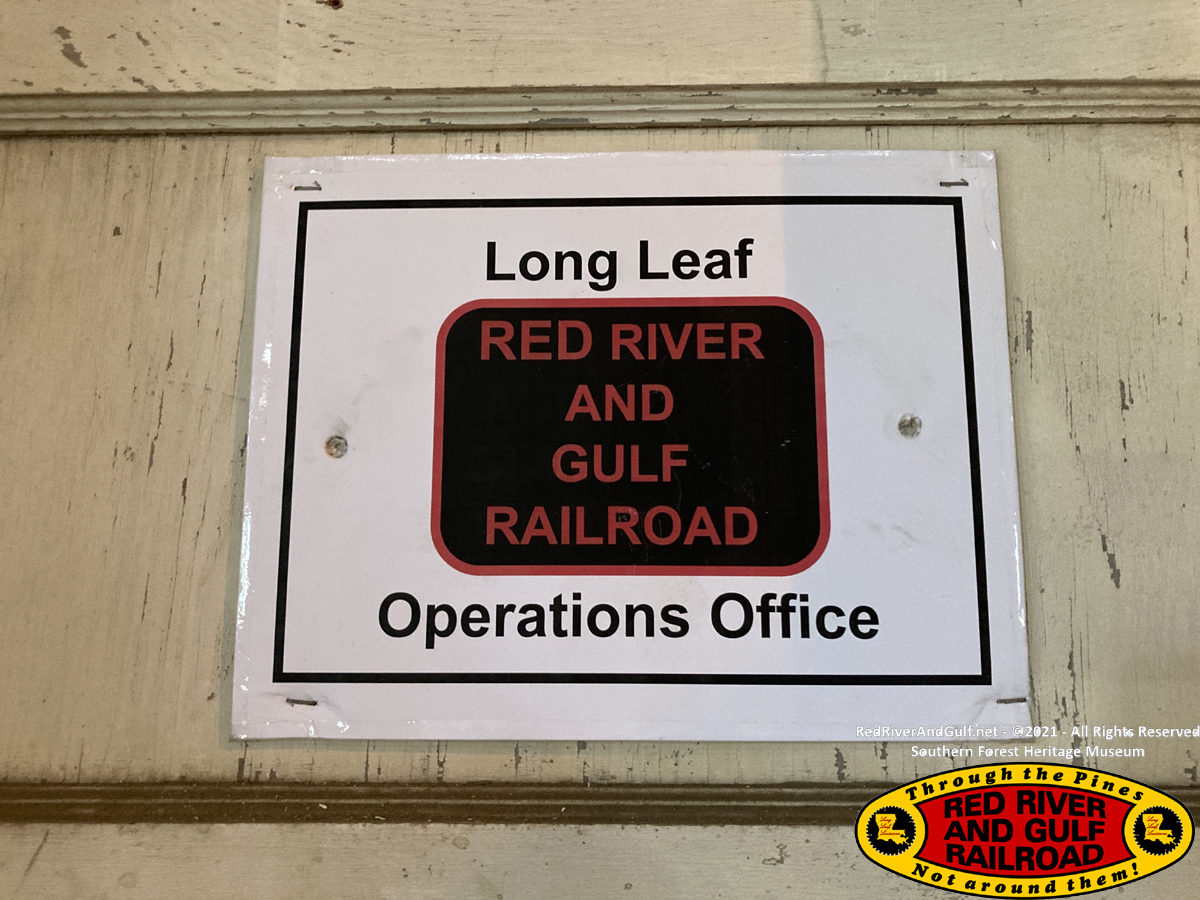 Long Leaf
RED RIVER
AND
GULF
RAILROAD
Operations Office
RedRiverAndGulf.net - ©2021 - All Rights Reserved
Southern Forest Heritage Museum
Through the Pines
RED RIVER
AND GULF
RAILROAD
Not around them!